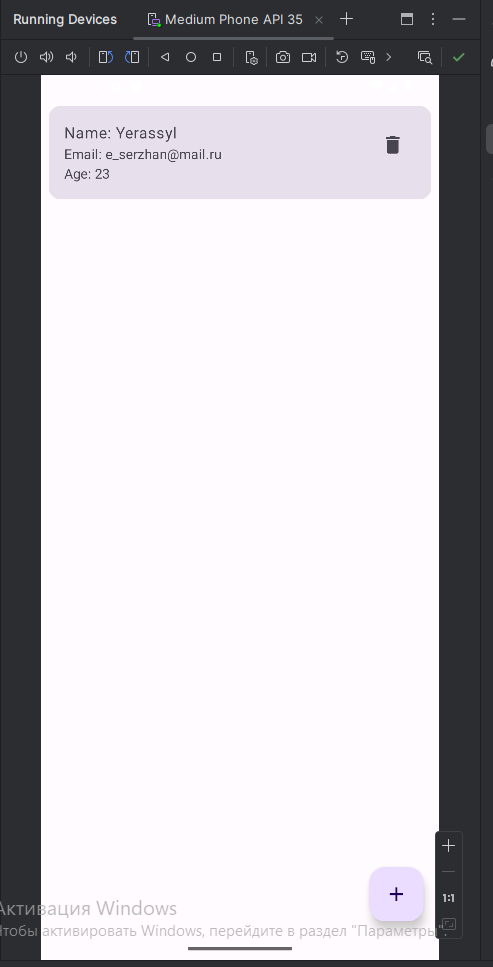 Running Devices
Medium Phone API 35
Name: Yerassyl
Email: e_serzhan@mail.ru
Age: 23
1:1
Активация Windows
Чтобы активировать Windows, перейдите в раздел "Параметры".